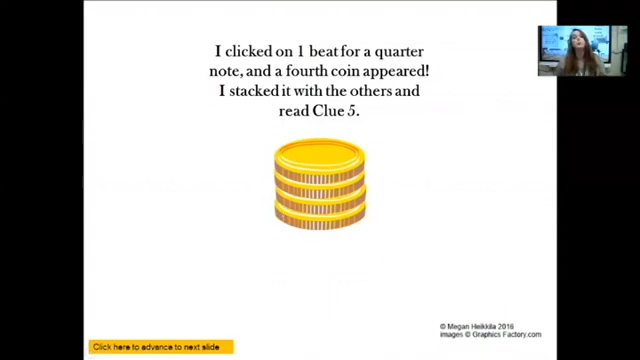 I clicked on 1 beat for a quarter
note, and a fourth coin appeared!
I stacked it with the others and
read Clue 5.
© Megan Heikkila 2016
images © Graphics Factory.com
Click here to advance to next slide